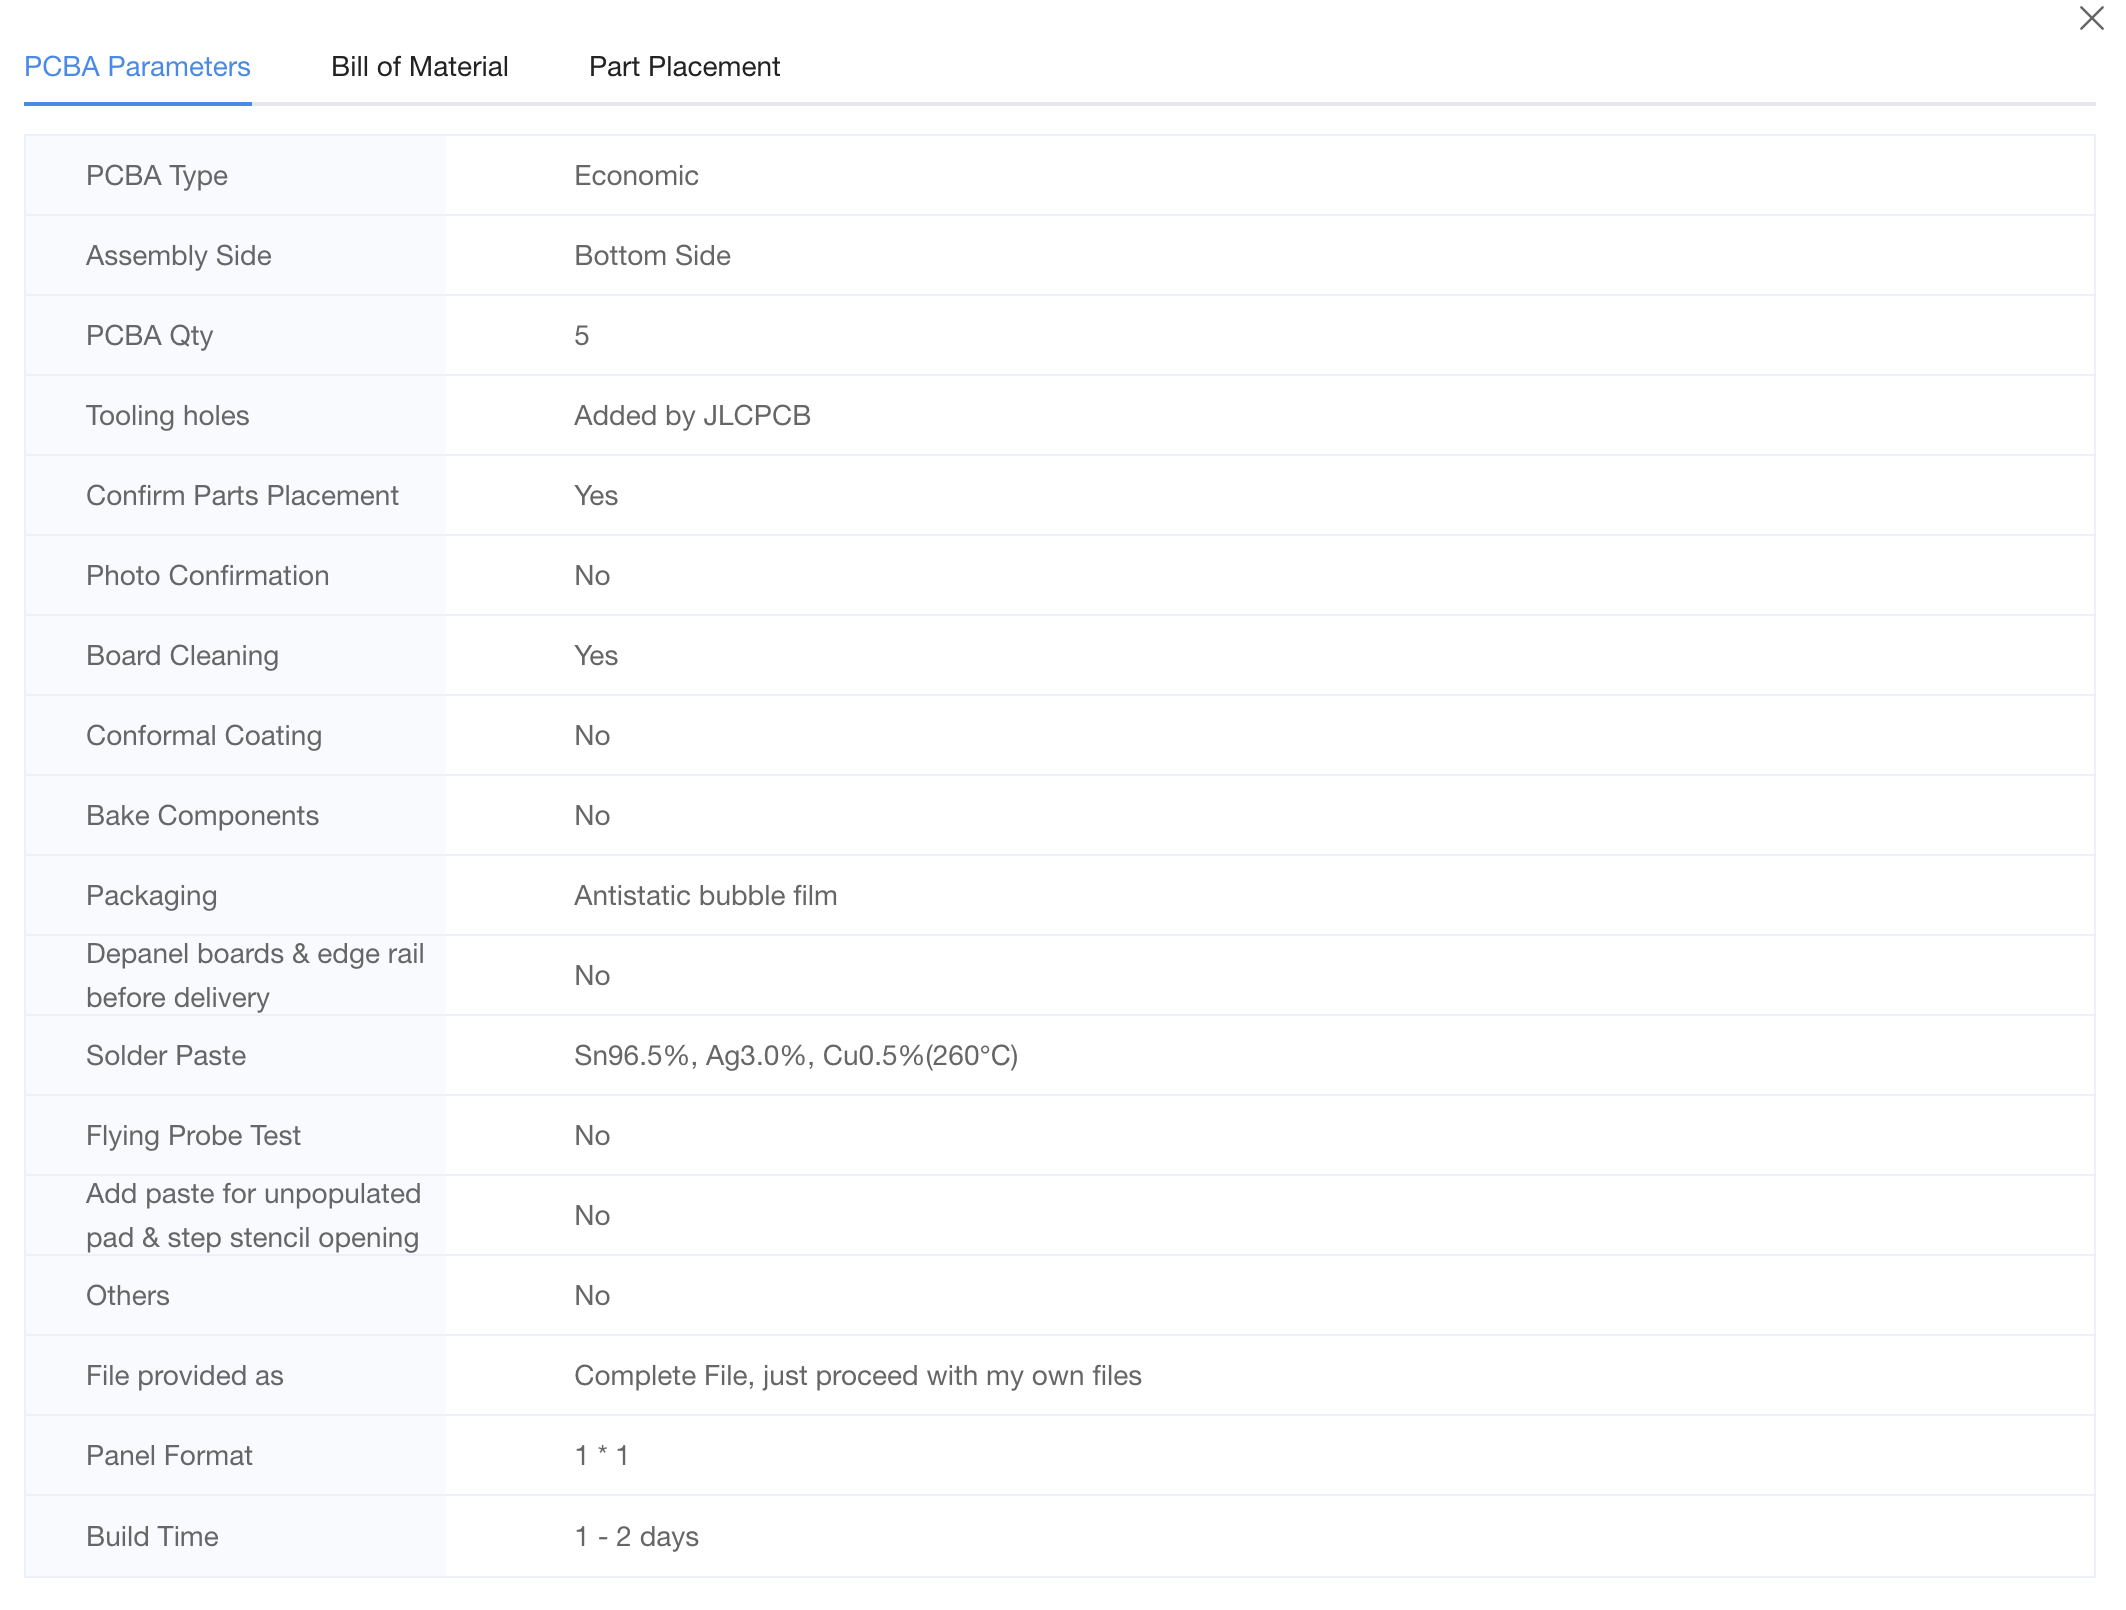 PCBA Parameters
Bill of Material
Part Placement
PCBA Type
Economic
Assembly Side
Bottom Side
PCBA Qty
5
Tooling holes
Added by JLCPCB
Confirm Parts Placement
Yes
Photo Confirmation
No
Board Cleaning
Yes
Conformal Coating
No
Bake Components
No
Packaging
Antistatic bubble film
Depanel boards & edge rail
before delivery
No
Solder Paste
Sn96.5%, Ag3.0%, Cu0.5%(260°C)
Flying Probe Test
No
Add paste for unpopulated
pad & step stencil opening
No
Others
No
File provided as
Complete File, just proceed with my own files
Panel Format
1 * 1
Build Time
1 - 2 days